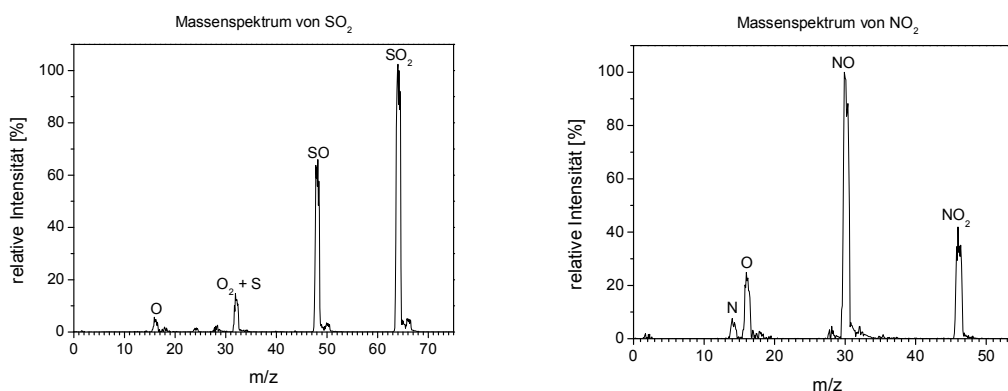 Massenspektrum von SO₂
relative Intensität [%]
100
80
60
40
20
0
SO₂
SO
O₂ + S
O
0 10 20 30 40 50 60 70
m/z
Massenspektrum von NO₂
relative Intensität [%]
100
80
60
40
20
0
NO
NO₂
O
N
0 10 20 30 40 50
m/z